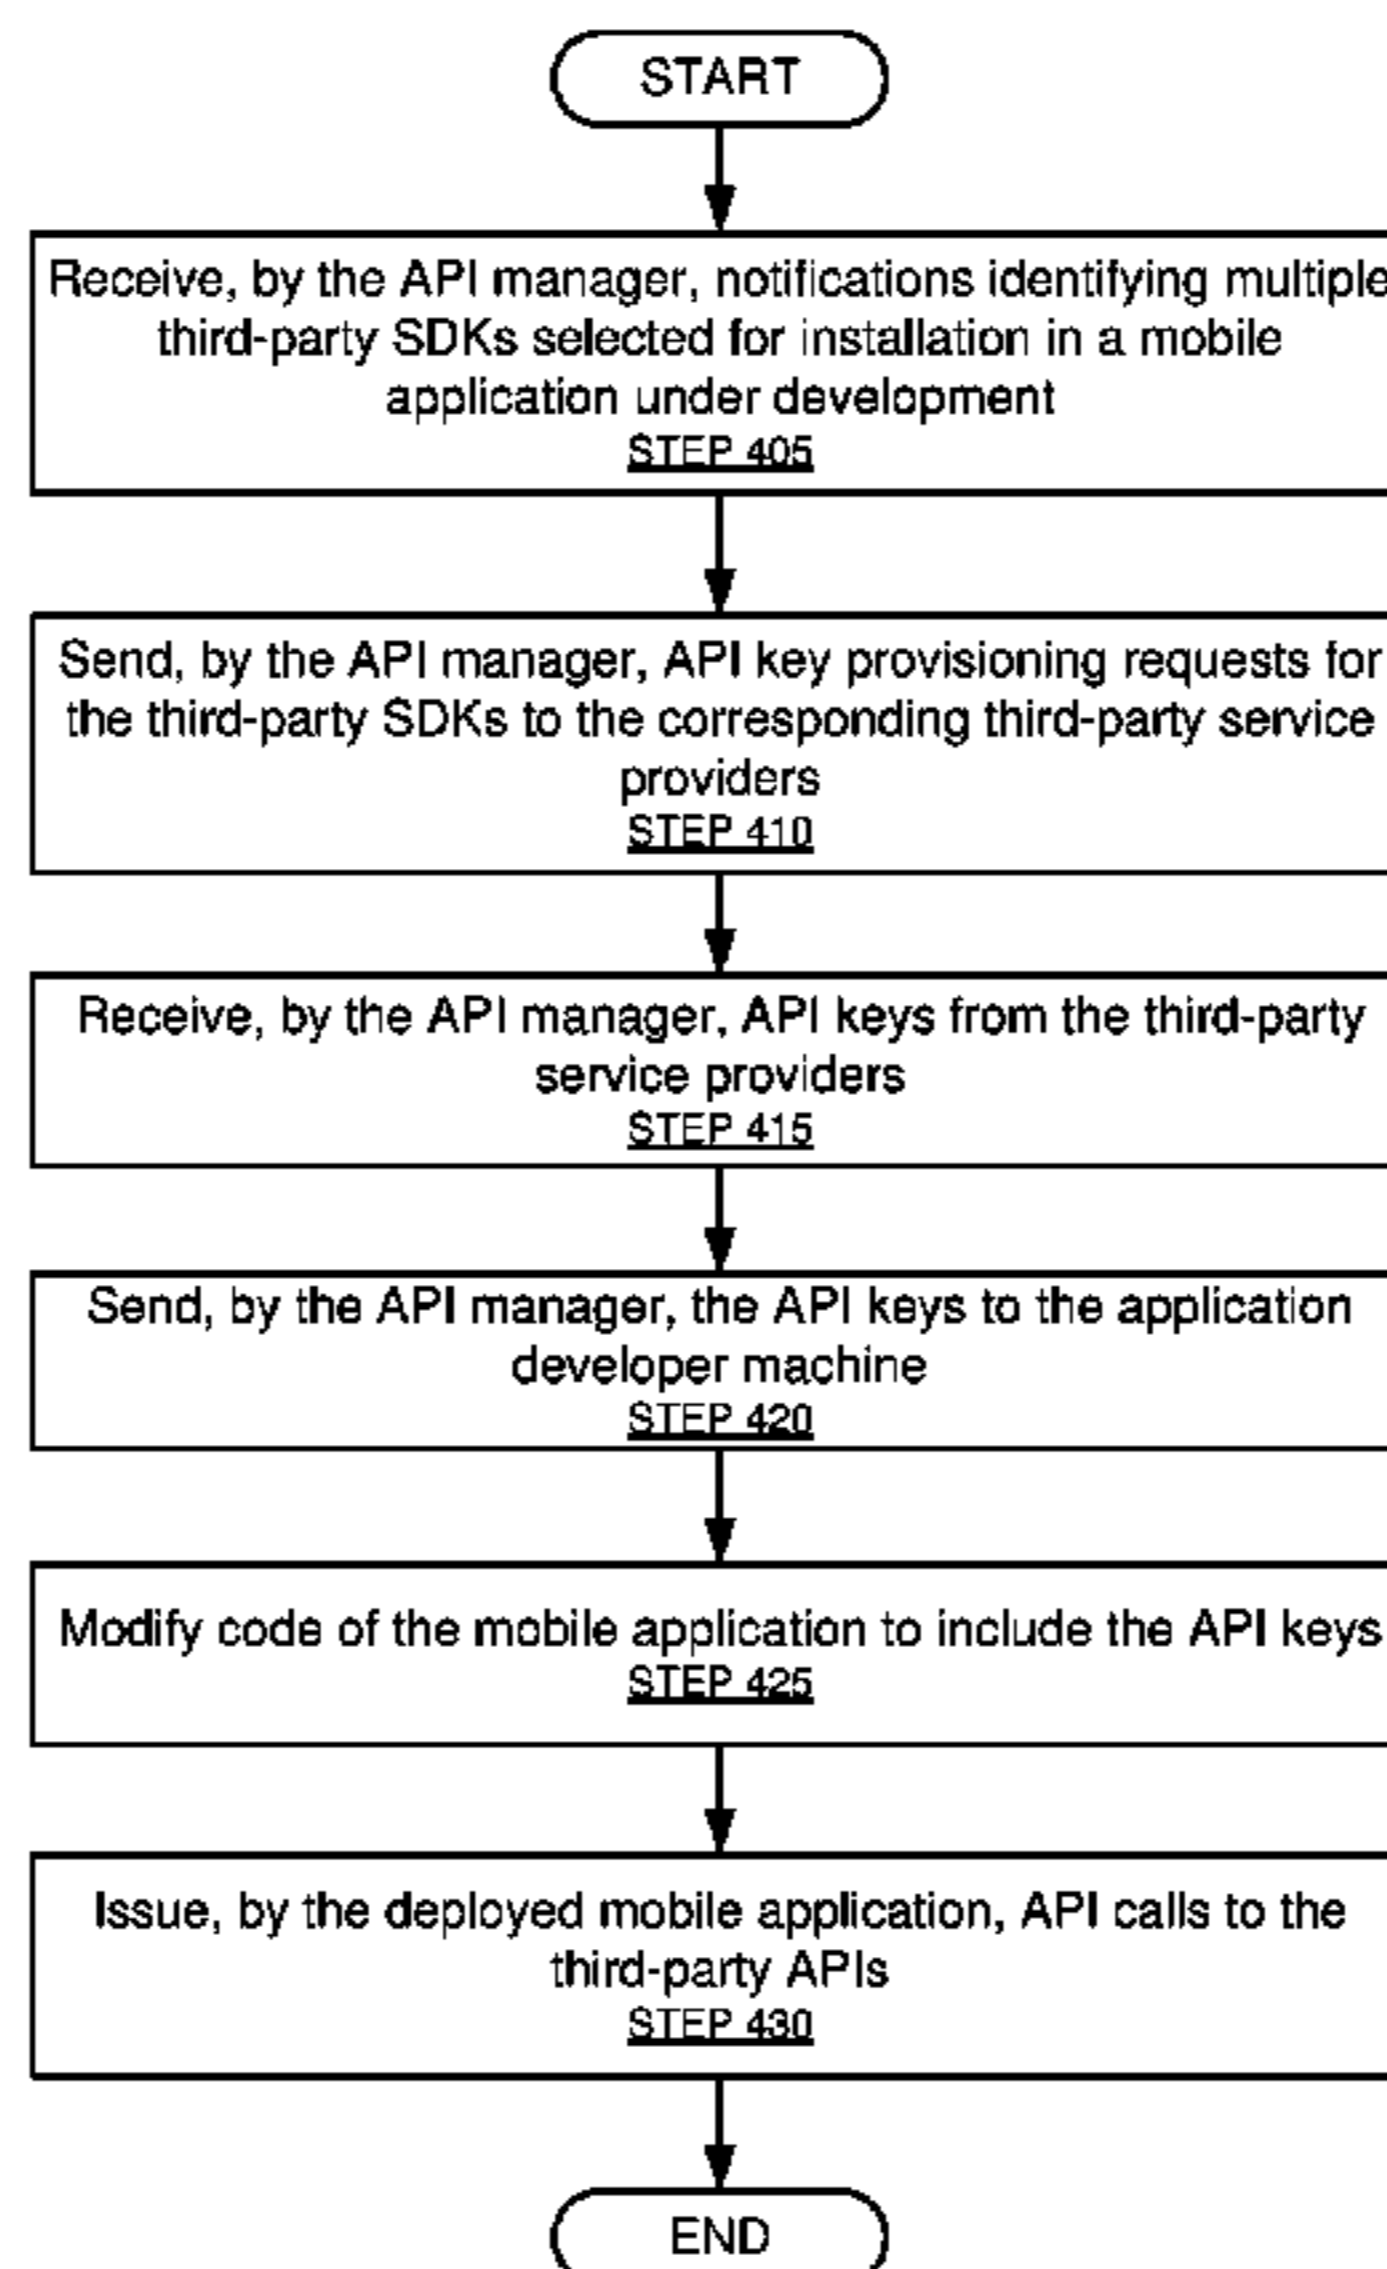 START
Receive, by the API manager, notifications identifying multiple
third-party SDKs selected for installation in a mobile
application under development
STEP 405
Send, by the API manager, API key provisioning requests for
the third-party SDKs to the corresponding third-party service
providers
STEP 410
Receive, by the API manager, API keys from the third-party
service providers
STEP 415
Send, by the API manager, the API keys to the application
developer machine
STEP 420
Modify code of the mobile application to include the API keys
STEP 425
Issue, by the deployed mobile application, API calls to the
third-party APIs
STEP 430
END